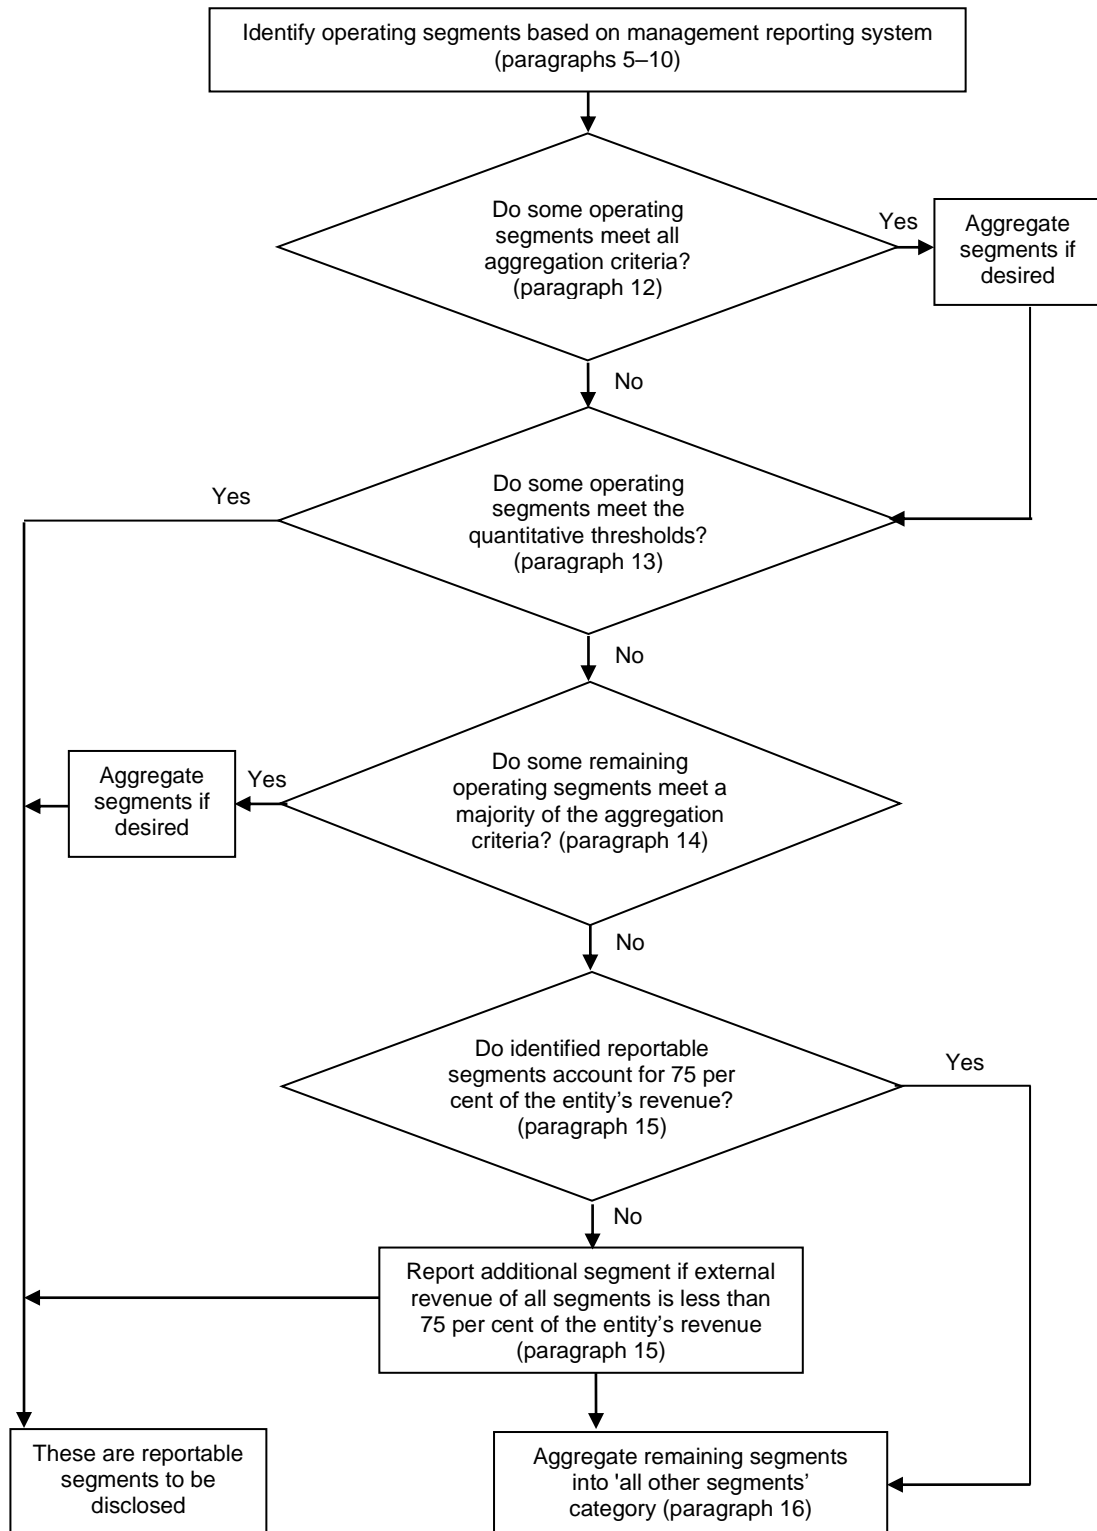 Identify operating segments based on management reporting system
(paragraphs 5–10)
Do some operating
segments meet all
aggregation criteria?
(paragraph 12)
Yes
Aggregate
segments if
desired
No
Yes
Do some operating
segments meet the
quantitative thresholds?
(paragraph 13)
No
Aggregate
segments if
desired
Yes
Do some remaining
operating segments meet a
majority of the aggregation
criteria? (paragraph 14)
No
Do identified reportable
segments account for 75 per
cent of the entity’s revenue?
(paragraph 15)
Yes
No
Report additional segment if external
revenue of all segments is less than
75 per cent of the entity’s revenue
(paragraph 15)
These are reportable
segments to be
disclosed
Aggregate remaining segments
into 'all other segments’
category (paragraph 16)